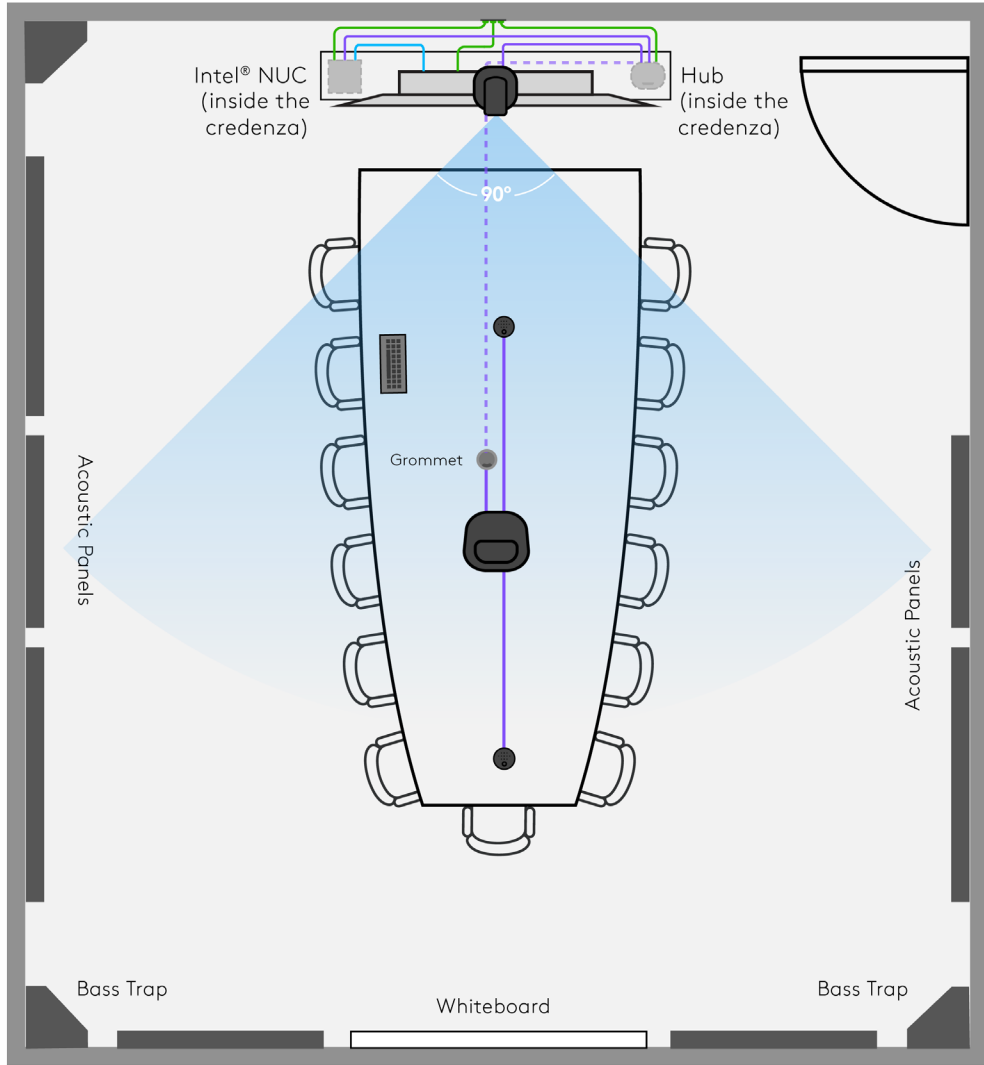 Intel® NUC
(inside the
credenza)
Hub
(inside the
credenza)
90°
Grommet
Acoustic Panels
Acoustic Panels
Bass Trap
Whiteboard
Bass Trap